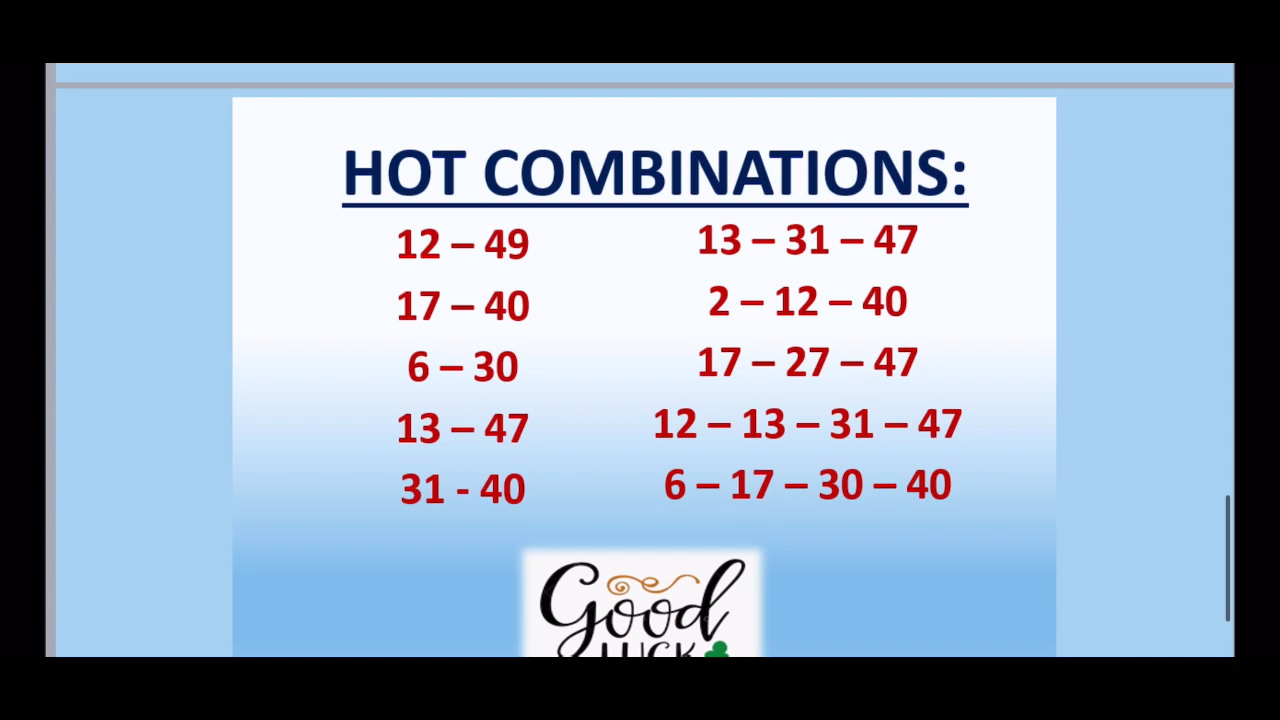 HOT COMBINATIONS:
12 – 49
17 – 40
6 – 30
13 – 47
31 - 40
13 – 31 – 47
2 – 12 – 40
17 – 27 – 47
12 – 13 – 31 – 47
6 – 17 – 30 – 40
Good
LUCK